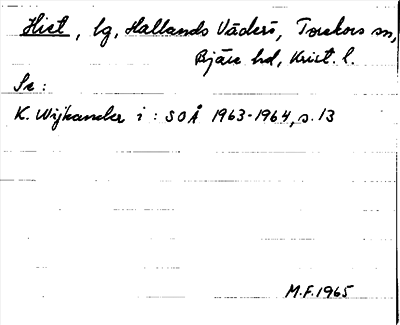 Hiet, lg, Hallands Väderö, Torekovs sn,
Bjäre hd, Krist. l.
Se:
K. Wijkander i: SOÅ 1963-1964, s. 13
M.F. 1965